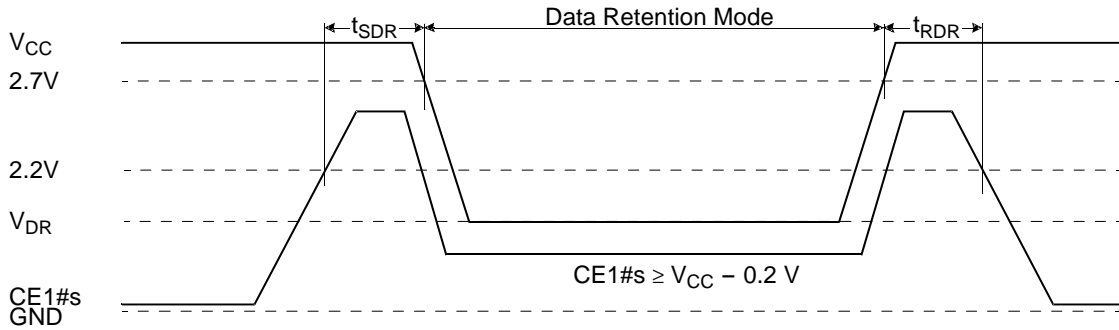 t_SDR Data Retention Mode t_RDR
V_CC
2.7V
2.2V
V_DR
CE1#s ≥ V_CC − 0.2 V
CE1#s
GND